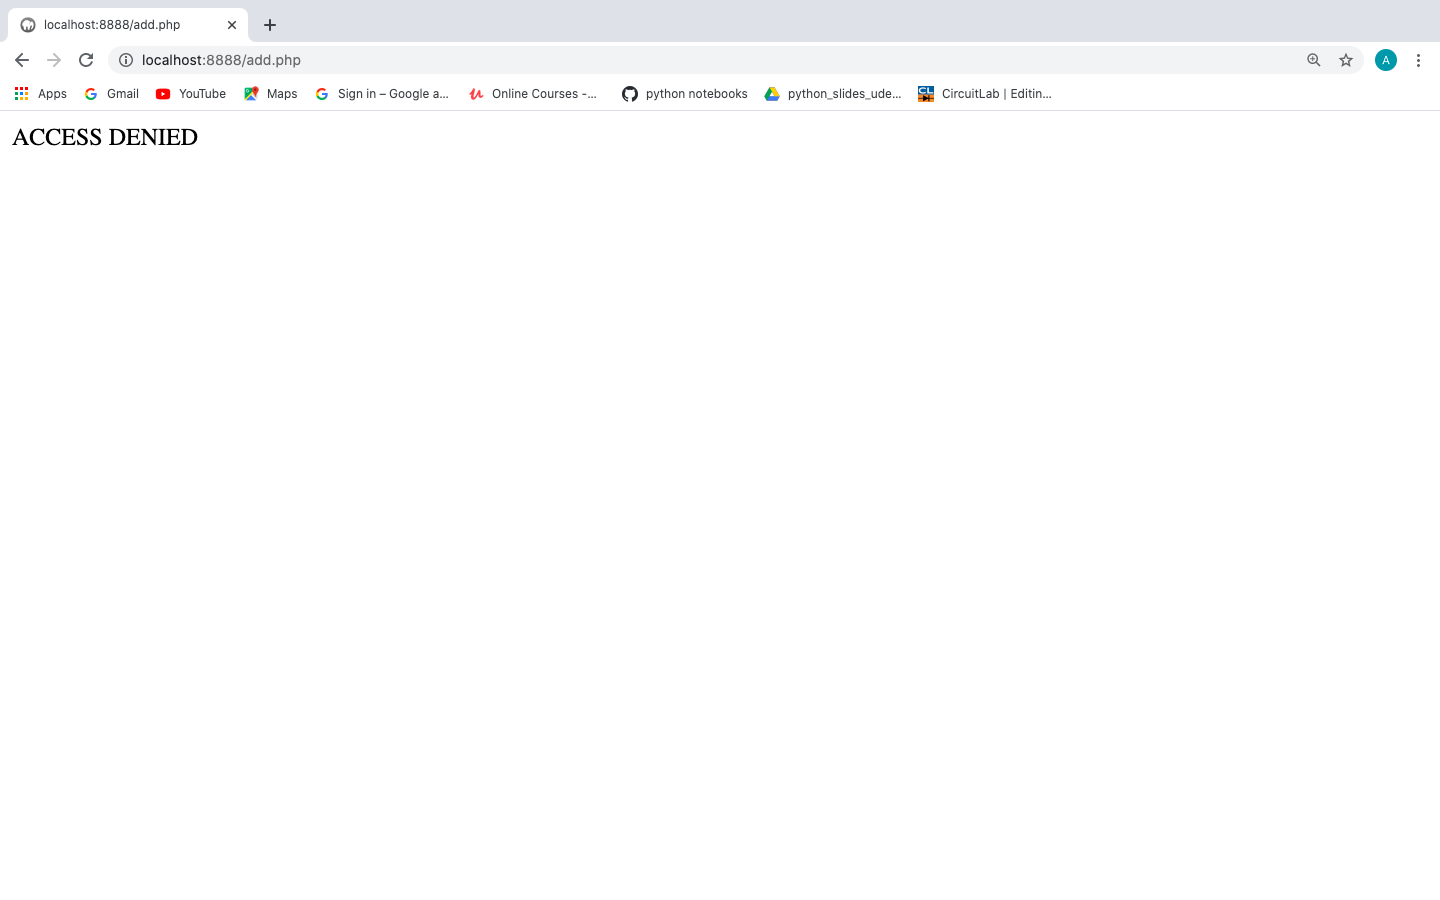 localhost:8888/add.php
localhost:8888/add.php
A
Apps Gmail YouTube Maps Sign in – Google a... Online Courses -... python notebooks python_slides_ude... CL CircuitLab | Editin...
ACCESS DENIED